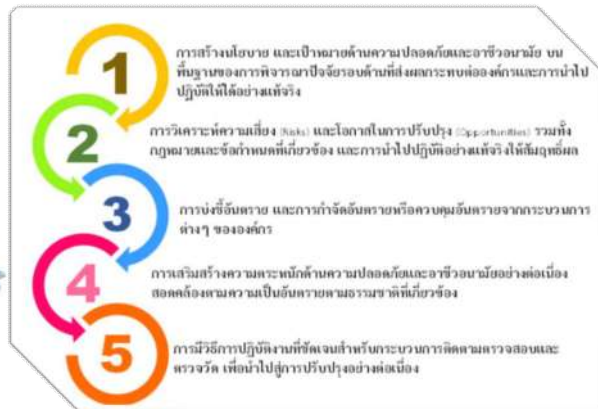 1
การสร้างนโยบาย และเป้าหมายด้านความปลอดภัยและอาชีวอนามัย บน
พื้นฐานของการพิจารณาปัจจัยรอบด้านที่ส่งผลกระทบต่อองค์กรและการนำไป
ปฏิบัติให้ได้อย่างแท้จริง
2
การวิเคราะห์ความเสี่ยง (Risks) และโอกาสในการปรับปรุง (Opportunities) รวมทั้ง
กฎหมายและข้อกำหนดที่เกี่ยวข้อง และการนำไปปฏิบัติอย่างแท้จริงให้สัมฤทธิ์ผล
3
การบ่งชี้อันตราย และการกำจัดอันตรายหรือควบคุมอันตรายจากกระบวนการ
ต่างๆ ขององค์กร
4
การเสริมสร้างความตระหนักด้านความปลอดภัยและอาชีวอนามัยอย่างต่อเนื่อง
สอดคล้องตามความเป็นอันตรายตามธรรมชาติที่เกี่ยวข้อง
5
การมีวิธีการปฏิบัติงานที่ชัดเจนสำหรับกระบวนการติดตามตรวจสอบและ
ตรวจวัด เพื่อนำไปสู่การปรับปรุงอย่างต่อเนื่อง